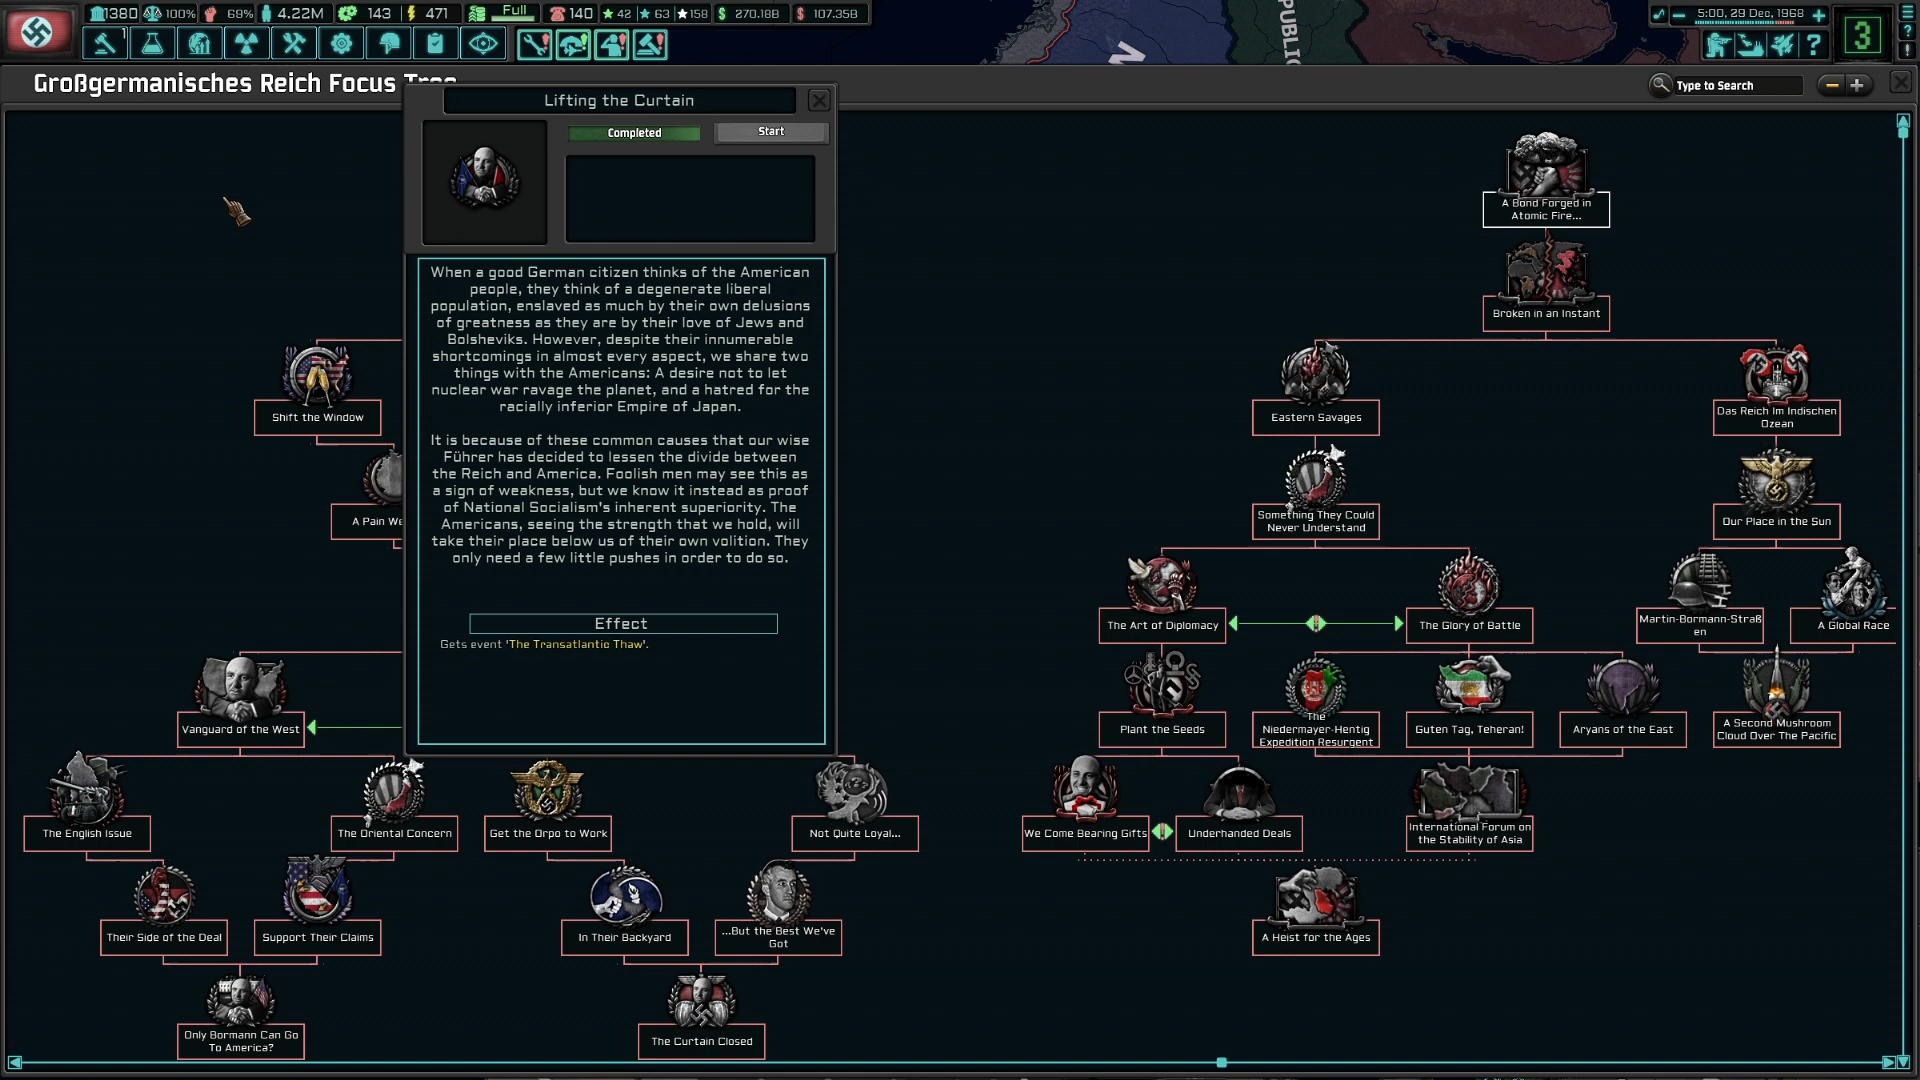 1380 100% 68% 4.22M 143 471 Full 140 42 63 158 $ 270.18B $ 107.35B
5:00, 29 Dec, 1968
3
1
Großgermanisches Reich Focus
Type to Search
Lifting the Curtain
Completed
Start
When a good German citizen thinks of the American
people, they think of a degenerate liberal
population, enslaved as much by their own delusions
of greatness as they are by their love of Jews and
Bolsheviks. However, despite their innumerable
shortcomings in almost every aspect, we share two
things with the Americans: A desire not to let
nuclear war ravage the planet, and a hatred for the
racially inferior Empire of Japan.
It is because of these common causes that our wise
Führer has decided to lessen the divide between
the Reich and America. Foolish men may see this as
a sign of weakness, but we know it instead as proof
of National Socialism's inherent superiority. The
Americans, seeing the strength that we hold, will
take their place below us of their own volition. They
only need a few little pushes in order to do so.
Effect
Gets event 'The Transatlantic Thaw'.
A Bond Forged in
Atomic Fire...
Broken in an Instant
Shift the Window
Eastern Savages
Das Reich Im Indischen
Ozean
A Pain We
Something They Could
Never Understand
Our Place in the Sun
The Art of Diplomacy
The Glory of Battle
Martin-Bormann-Straß
en
A Global Race
Vanguard of the West
Plant the Seeds
The
Niedermayer-Hentig
Expedition Resurgent
Guten Tag, Teheran!
Aryans of the East
A Second Mushroom
Cloud Over The Pacific
The English Issue
The Oriental Concern
Get the Orpo to Work
Not Quite Loyal...
We Come Bearing Gifts
Underhanded Deals
International Forum on
the Stability of Asia
Their Side of the Deal
Support Their Claims
In Their Backyard
...But the Best We've
Got
A Heist for the Ages
Only Bormann Can Go
To America?
The Curtain Closed